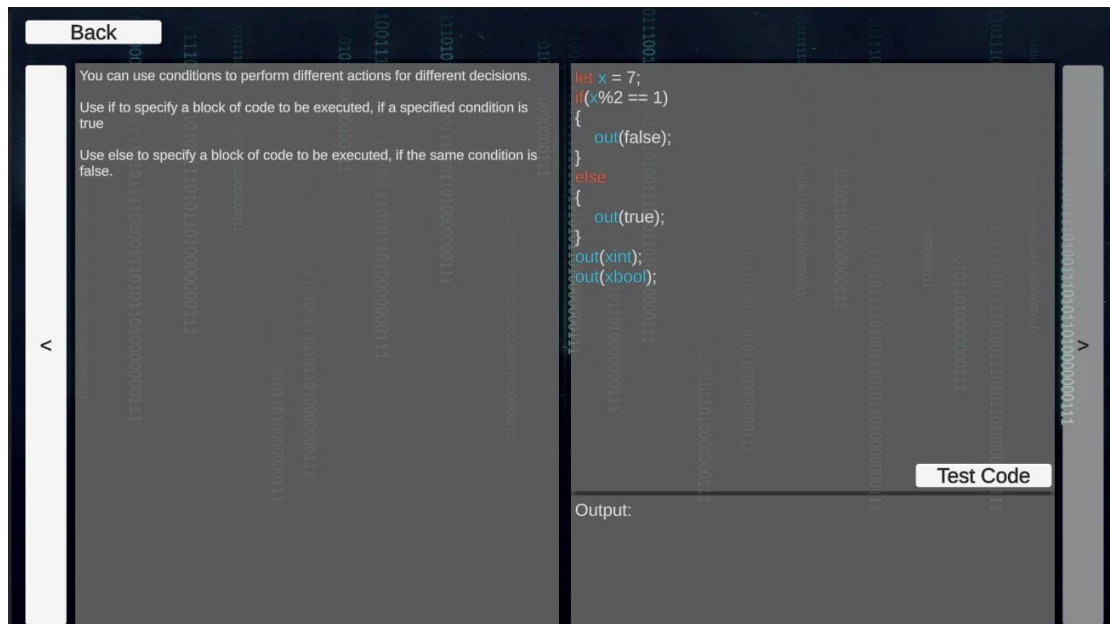 Back
You can use conditions to perform different actions for different decisions.
Use if to specify a block of code to be executed, if a specified condition is
true
Use else to specify a block of code to be executed, if the same condition is
false.
<
let x = 7;
if(x%2 == 1)
{
out(false);
}
else
{
out(true);
}
out(xint);
out(xbool);
>
Test Code
Output: